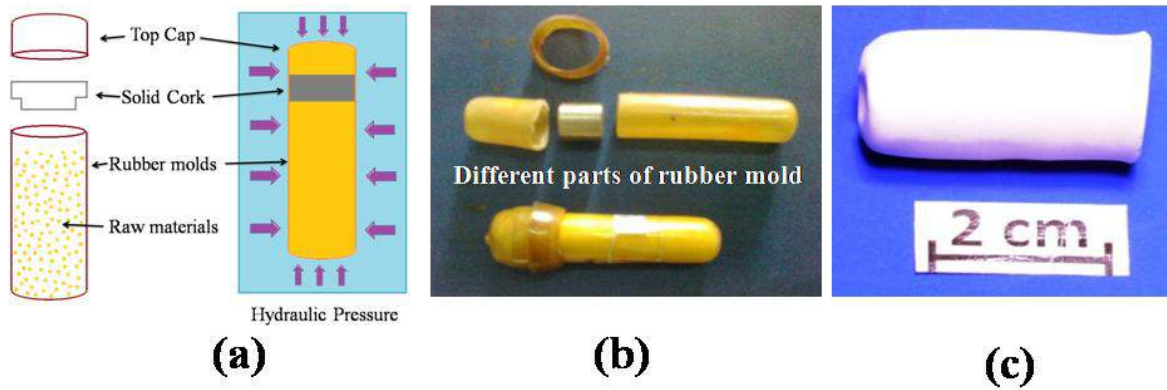 Top Cap
Solid Cork
Rubber molds
Raw materials
Hydraulic Pressure
(a)
Different parts of rubber mold
(b)
2 cm
(c)